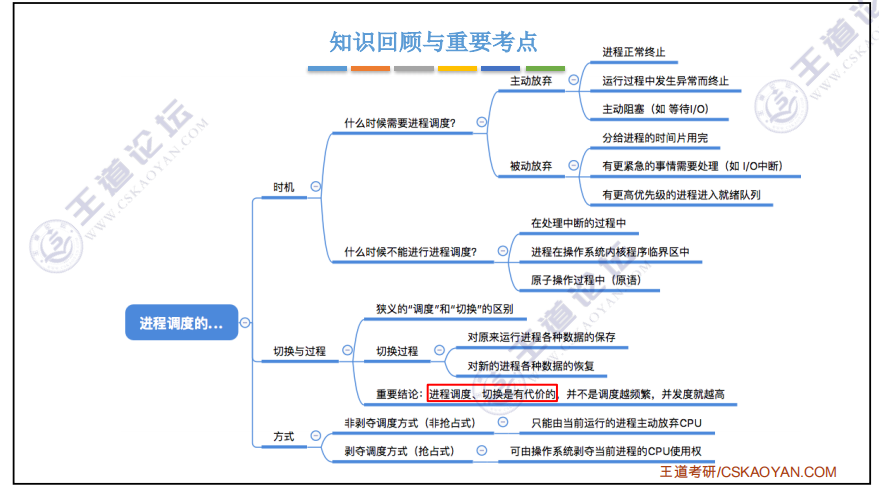 知识回顾与重要考点
进程正常终止
主动放弃
运行过程中发生异常而终止
主动阻塞（如 等待I/O）
什么时候需要进程调度？
分给进程的时间片用完
被动放弃
有更紧急的事情需要处理（如 I/O中断）
有更高优先级的进程进入就绪队列
时机
在处理中断的过程中
什么时候不能进行进程调度？
进程在操作系统内核程序临界区中
原子操作过程中（原语）
进程调度的...
狭义的“调度”和“切换”的区别
切换与过程
切换过程
对原来运行进程各种数据的保存
对新的进程各种数据的恢复
重要结论：进程调度、切换是有代价的，并不是调度越频繁，并发度就越高
方式
非剥夺调度方式（非抢占式）
只能由当前运行的进程主动放弃CPU
剥夺调度方式（抢占式）
可由操作系统剥夺当前进程的CPU使用权
王道考研/CSKAOYAN.COM
王道论坛
WWW.CSKAOYAN.COM